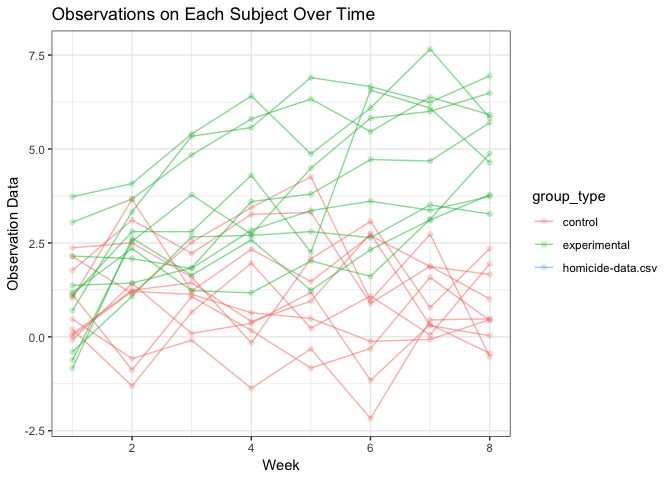 Observations on Each Subject Over Time
Observation Data
7.5
5.0
2.5
0.0
-2.5
2
4
6
8
Week
group_type
control
experimental
homicide-data.csv